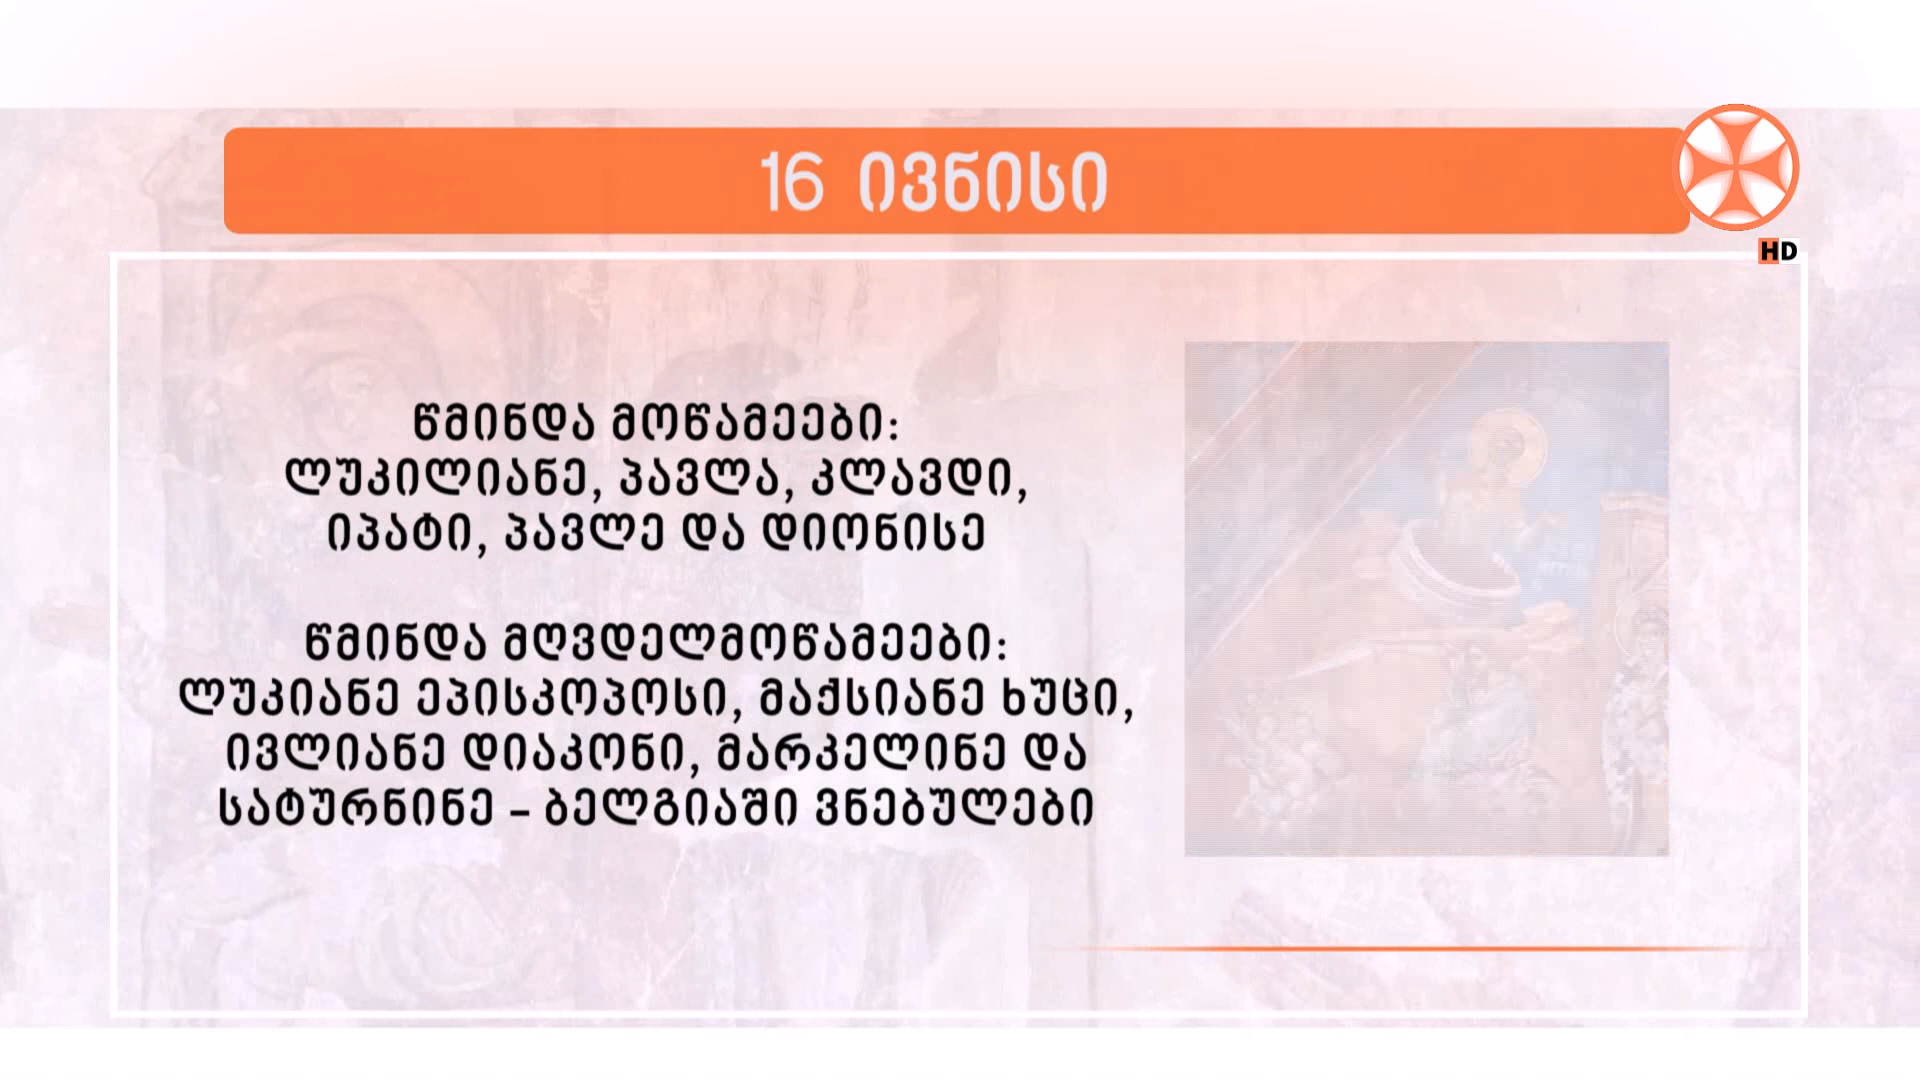 16 ივნისი
HD
წმინდა მოწამეები:
ლუკილიანე, პავლა, კლავდი,
იპატი, პავლე და დიონისე
წმინდა მღვდელმოწამეები:
ლუკიანე ეპისკოპოსი, მაქსიანე ხუცი,
ივლიანე დიაკონი, მარკელინე და
სატურნინე – ბელგიაში ვნებულები